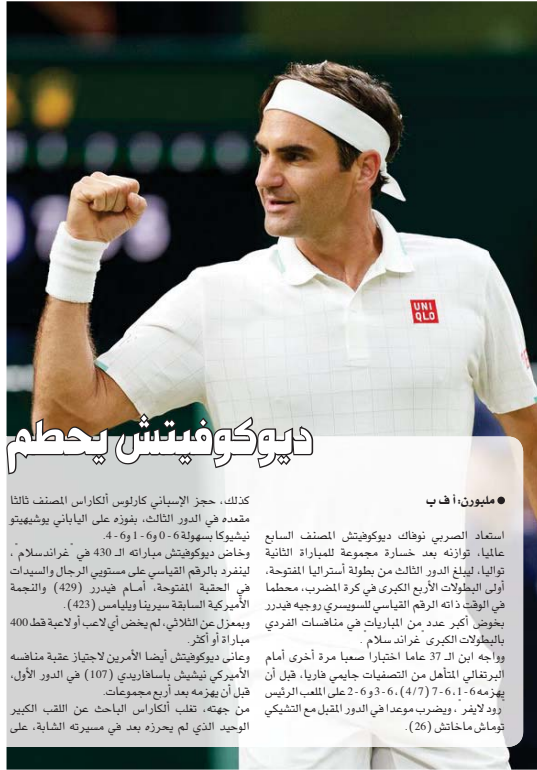 UNI
QLO
ديوكوفيتش يحطم
● ملبورن: أ ف ب
استعاد الصربي نوفاك ديوكوفيتش المصنف السابع
عالميا، توازنه بعد خسارة مجموعة للمباراة الثانية
تواليا، ليبلغ الدور الثالث من بطولة أستراليا المفتوحة،
أولى البطولات الأربع الكبرى في كرة المضرب، محطما
في الوقت ذاته الرقم القياسي للسويسري روجيه فيدرر
بخوض أكبر عدد من المباريات في منافسات الفردي
بالبطولات الكبرى "غراند سلام".
وواجه ابن الـ 37 عاما اختبارا صعبا مرة أخرى أمام
البرتغالي المتأهل من التصفيات جايمي فاريا، قبل أن
يهزمه 6-1، 6-7 (4/7)، 6-3 و6-2 على الملعب الرئيس
"رود لايفر"، ويضرب موعدا في الدور المقبل مع التشيكي
توماش ماخاتش (26).
كذلك، حجز الإسباني كارلوس ألكاراس المصنف ثالثا
مقعده في الدور الثالث، بفوزه على الياباني يوشيهيتو
نيشيوكا بسهولة 6-0 و6-1 و6-4.
وخاض ديوكوفيتش مباراته الـ 430 في "غراندسلام"،
لينفرد بالرقم القياسي على مستويي الرجال والسيدات
في الحقبة المفتوحة، أمام فيدرر (429) والنجمة
الأميركية السابقة سيرينا ويليامس (423).
وبمعزل عن الثلاثي، لم يخض أي لاعب أو لاعبة قط 400
مباراة أو أكثر.
وعانى ديوكوفيتش أيضا الأمرين لاجتياز عقبة منافسه
الأميركي نيشيش باسافاريدي (107) في الدور الأول،
قبل أن يهزمه بعد أربع مجموعات.
من جهته، تغلب ألكاراس الباحث عن اللقب الكبير
الوحيد الذي لم يحرزه بعد في مسيرته الشابة، على